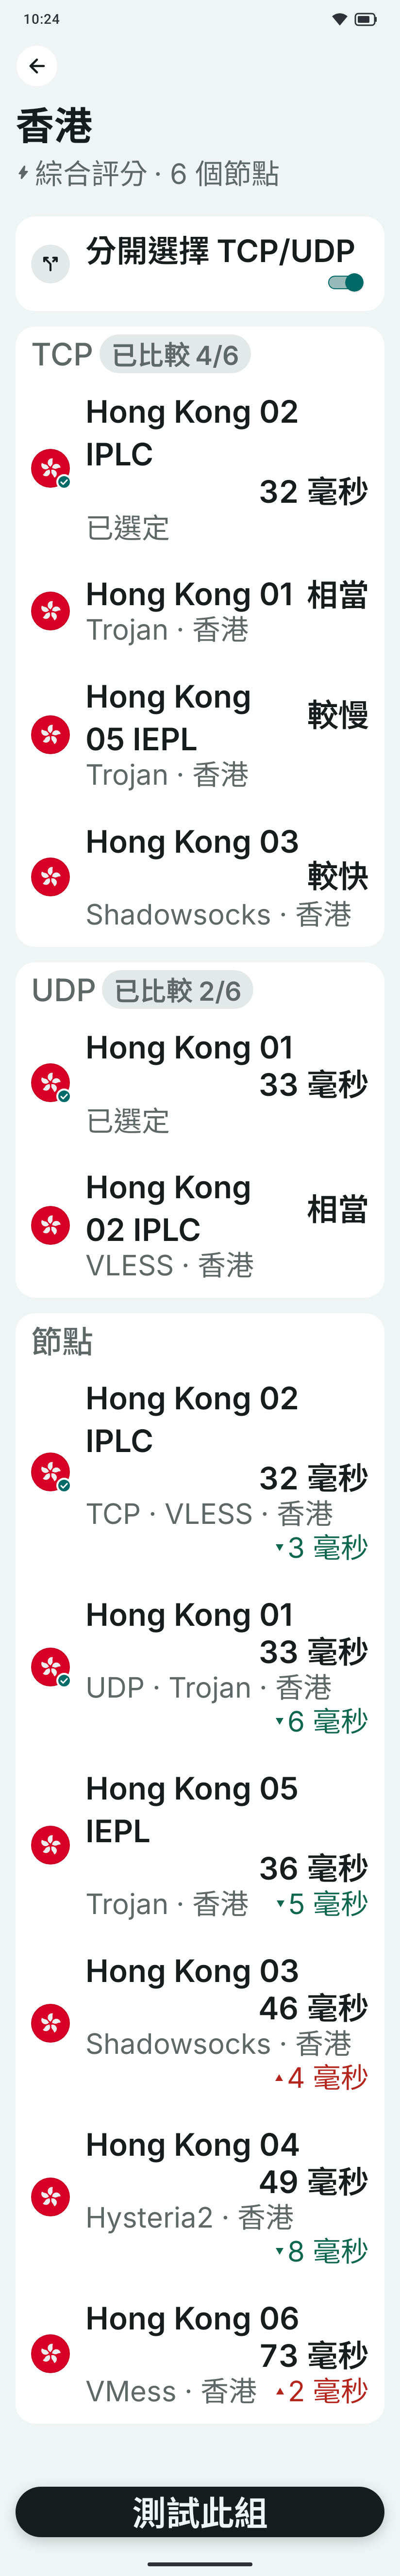 10:24
香港
綜合評分 · 6 個節點
分開選擇 TCP/UDP
TCP 已比較 4/6
Hong Kong 02
IPLC
32 毫秒
已選定
Hong Kong 01 相當
Trojan · 香港
Hong Kong
05 IEPL
較慢
Trojan · 香港
Hong Kong 03
較快
Shadowsocks · 香港
UDP 已比較 2/6
Hong Kong 01
33 毫秒
已選定
Hong Kong
02 IPLC
相當
VLESS · 香港
節點
Hong Kong 02
IPLC
32 毫秒
TCP · VLESS · 香港
▾3 毫秒
Hong Kong 01
33 毫秒
UDP · Trojan · 香港
▾6 毫秒
Hong Kong 05
IEPL
36 毫秒
Trojan · 香港 ▾5 毫秒
Hong Kong 03
46 毫秒
Shadowsocks · 香港
▴4 毫秒
Hong Kong 04
49 毫秒
Hysteria2 · 香港
▾8 毫秒
Hong Kong 06
73 毫秒
VMess · 香港 ▴2 毫秒
測試此組